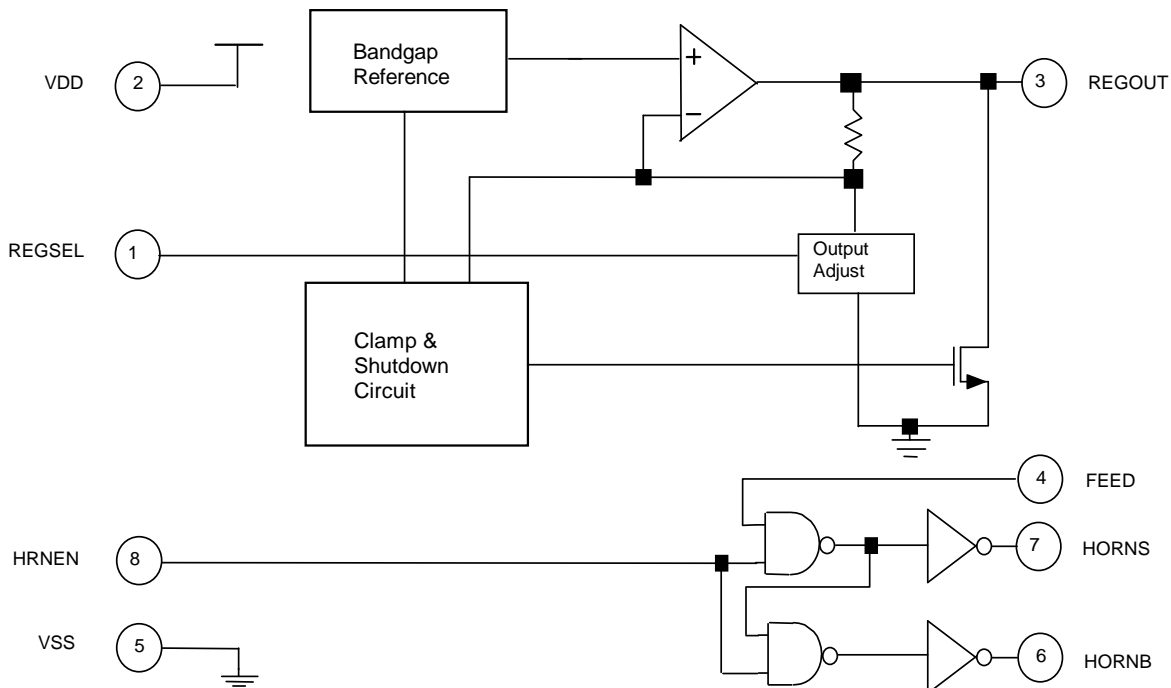 Bandgap
Reference
+
−
VDD
2
3
REGOUT
REGSEL
1
Output
Adjust
Clamp &
Shutdown
Circuit
4
FEED
HRNEN
8
7
HORNS
VSS
5
6
HORNB